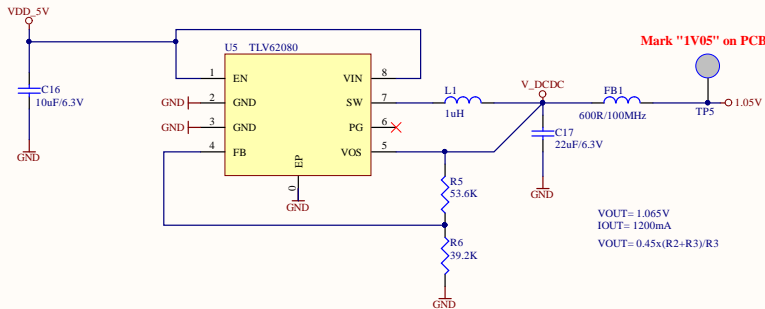 VDD_5V
U5 TLV62080
Mark "1V05" on PCB
1 EN VIN 8
C16
10uF/6.3V
GND 2 GND SW 7
L1
1uH
V_DCDC
FB1
600R/100MHz
TP5
1.05V
GND 3 GND PG 6
C17
22uF/6.3V
4 FB VOS 5
EP
0
GND
GND
GND
R5
53.6K
R6
39.2K
GND
VOUT= 1.065V
IOUT= 1200mA
VOUT= 0.45x(R2+R3)/R3